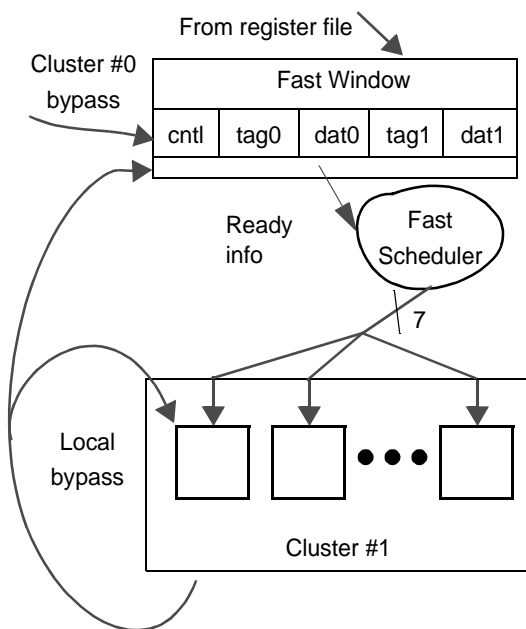 From register file
Cluster #0
bypass
Fast Window
cntl tag0 dat0 tag1 dat1
Ready
info
Fast
Scheduler
7
Local
bypass
Cluster #1